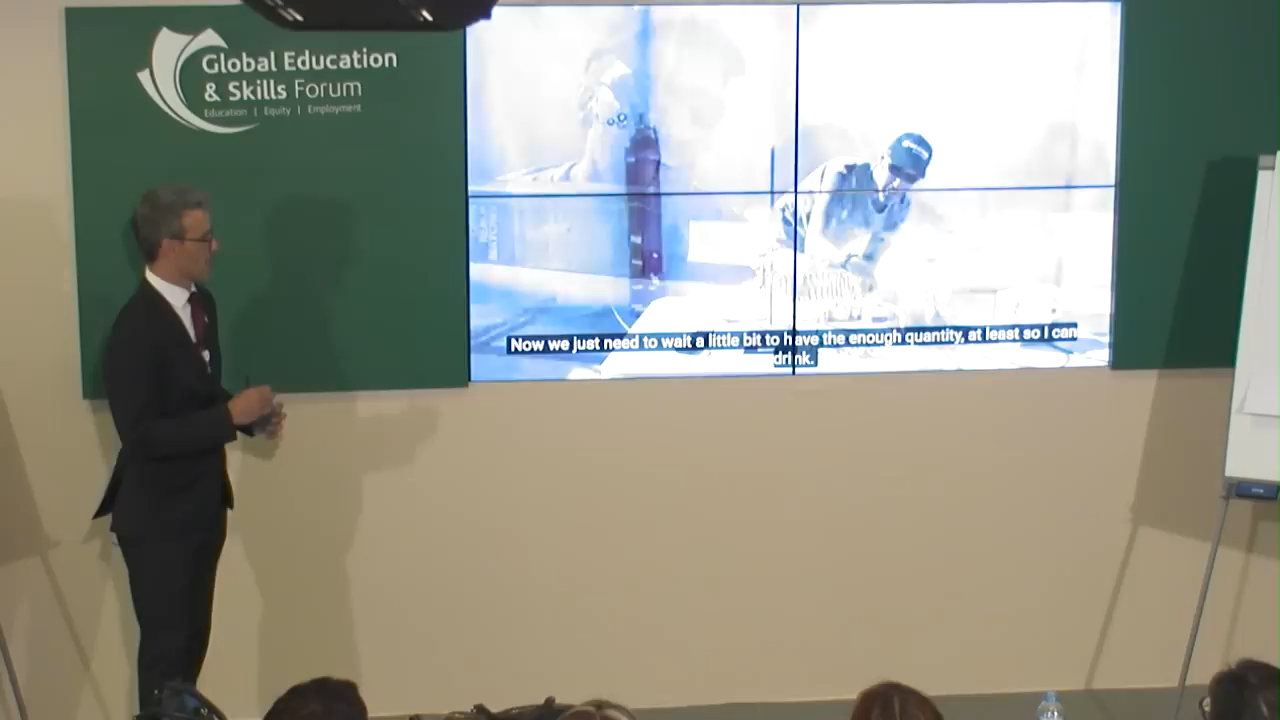 Global Education
& Skills Forum
Education | Equity | Employment
Now we just need to wait a little bit to have the enough quantity, at least so I can
drink.